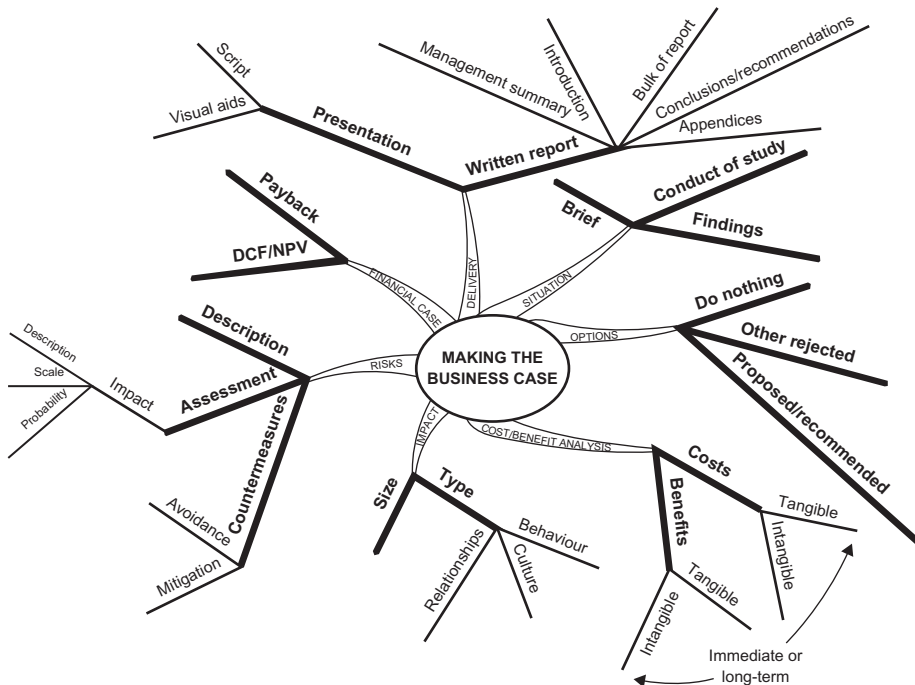 MAKING THE
BUSINESS CASE
DELIVERY
Presentation
Script
Visual aids
Written report
Management summary
Introduction
Bulk of report
Conclusions/recommendations
Appendices
SITUATION
Brief
Conduct of study
Findings
OPTIONS
Do nothing
Other rejected
Proposed/recommended
COST/BENEFIT ANALYSIS
Costs
Tangible
Intangible
Benefits
Tangible
Intangible
Immediate or
long-term
IMPACT
Size
Type
Relationships
Culture
Behaviour
RISKS
Description
Assessment
Impact
Description
Scale
Probability
Countermeasures
Avoidance
Mitigation
FINANCIAL CASE
Payback
DCF/NPV